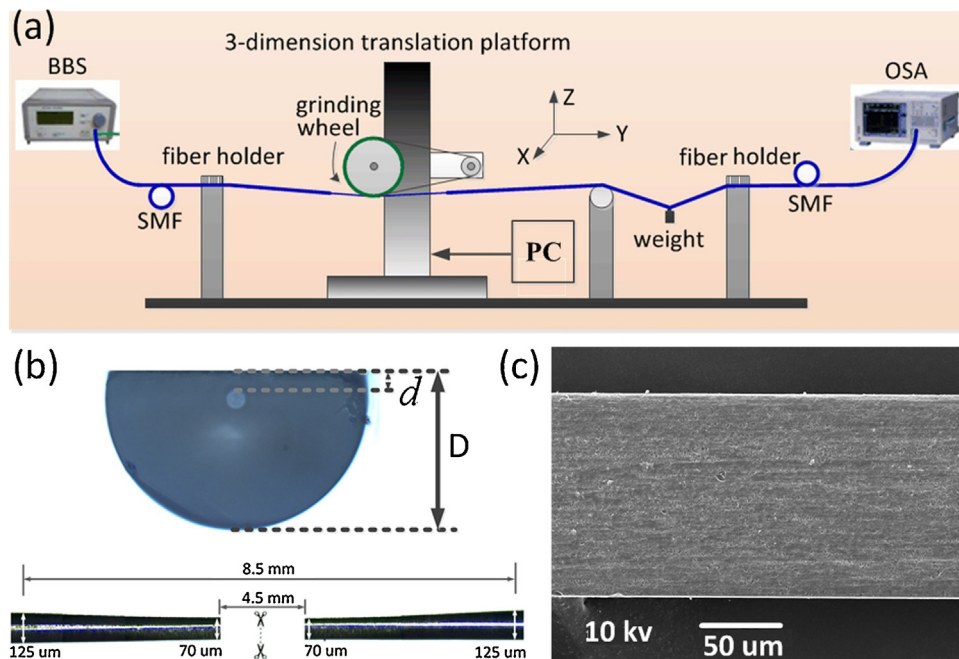 (a)
3-dimension translation platform
BBS
OSA
grinding
wheel
Z
Y
X
fiber holder
fiber holder
SMF
SMF
weight
PC
(b)
d
D
8.5 mm
4.5 mm
125 um
70 um
70 um
125 um
(c)
10 kv
50 um